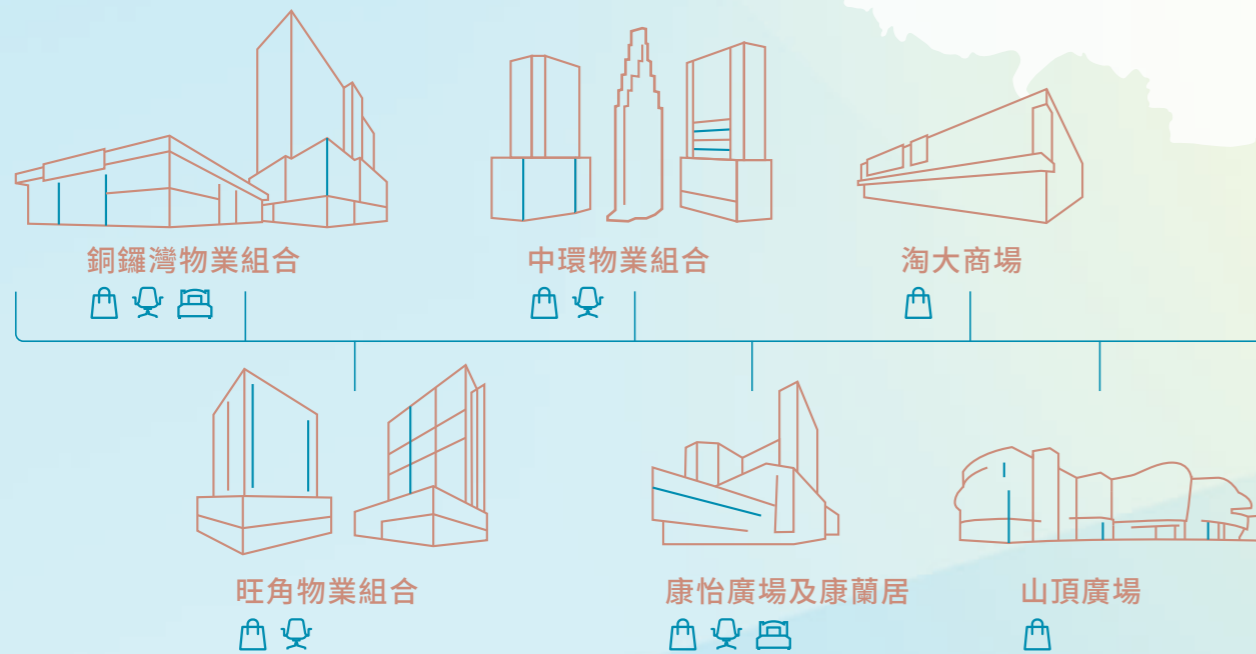 銅鑼灣物業組合
中環物業組合
淘大商場
旺角物業組合
康怡廣場及康蘭居
山頂廣場